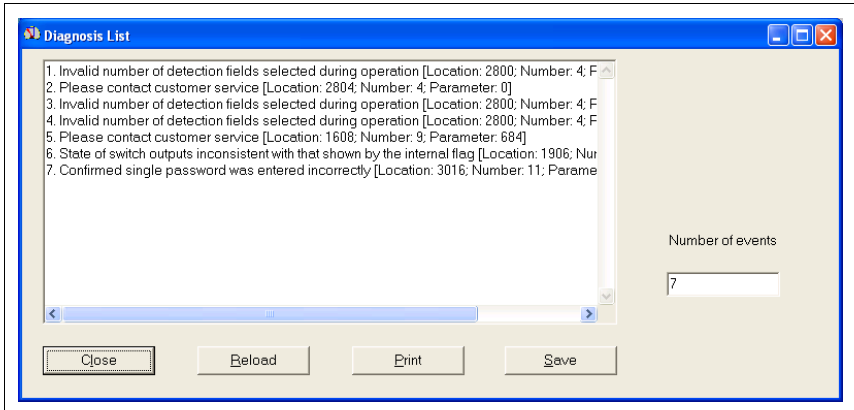 Diagnosis List
1. Invalid number of detection fields selected during operation [Location: 2800; Number: 4; F
2. Please contact customer service [Location: 2804; Number: 4; Parameter: 0]
3. Invalid number of detection fields selected during operation [Location: 2800; Number: 4; F
4. Invalid number of detection fields selected during operation [Location: 2800; Number: 4; F
5. Please contact customer service [Location: 1608; Number: 9; Parameter: 684]
6. State of switch outputs inconsistent with that shown by the internal flag [Location: 1906; Nur
7. Confirmed single password was entered incorrectly [Location: 3016; Number: 11; Parame
Number of events
7
Close Reload Print Save